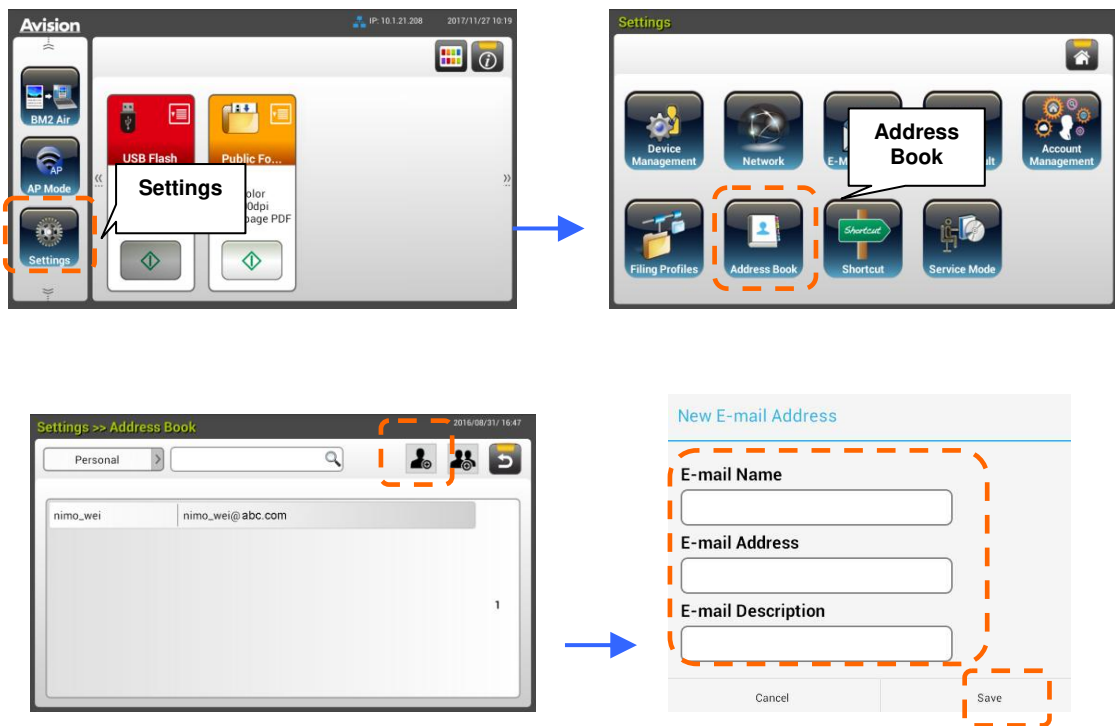 Avision
IP: 10.1.21.208
2017/11/27 10:19
BM2 Air
AP
AP Mode
Settings
USB Flash
Public Fo...
Settings
olor
0dpi
page PDF
Settings
Device
Management
Network
E-M
Address
Book
lt
Account
Management
Filing Profiles
Address Book
Shortcut
Shortcut
Service Mode
Settings >> Address Book
2016/08/31/ 16:47
Personal
nimo_wei
nimo_wei@abc.com
1
New E-mail Address
E-mail Name
E-mail Address
E-mail Description
Cancel
Save